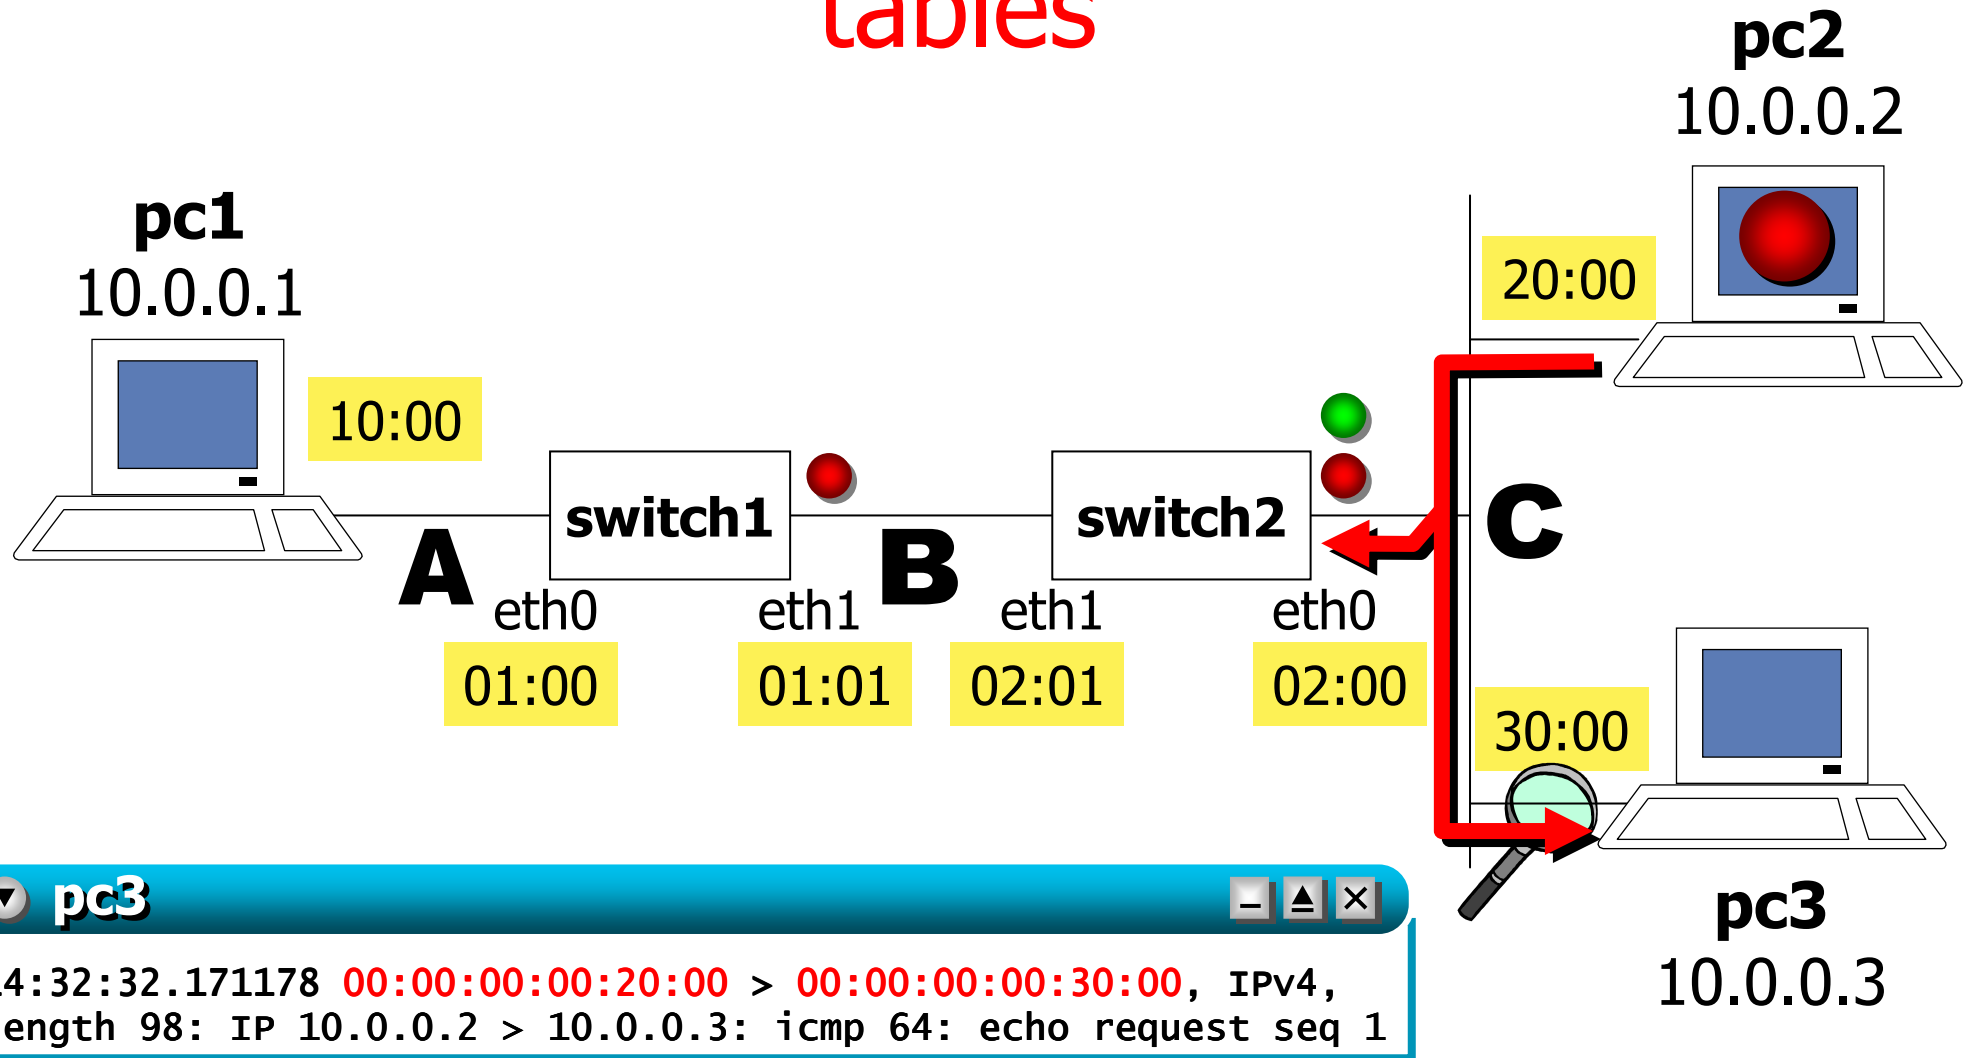 tables
pc2
10.0.0.2
pc1
10.0.0.1
20:00
10:00
switch1
switch2
A
B
C
eth0
eth1
eth1
eth0
01:00
01:01
02:01
02:00
30:00
pc3
10.0.0.3
pc3
4:32:32.171178 00:00:00:00:20:00 > 00:00:00:00:30:00, IPv4,
ength 98: IP 10.0.0.2 > 10.0.0.3: icmp 64: echo request seq 1